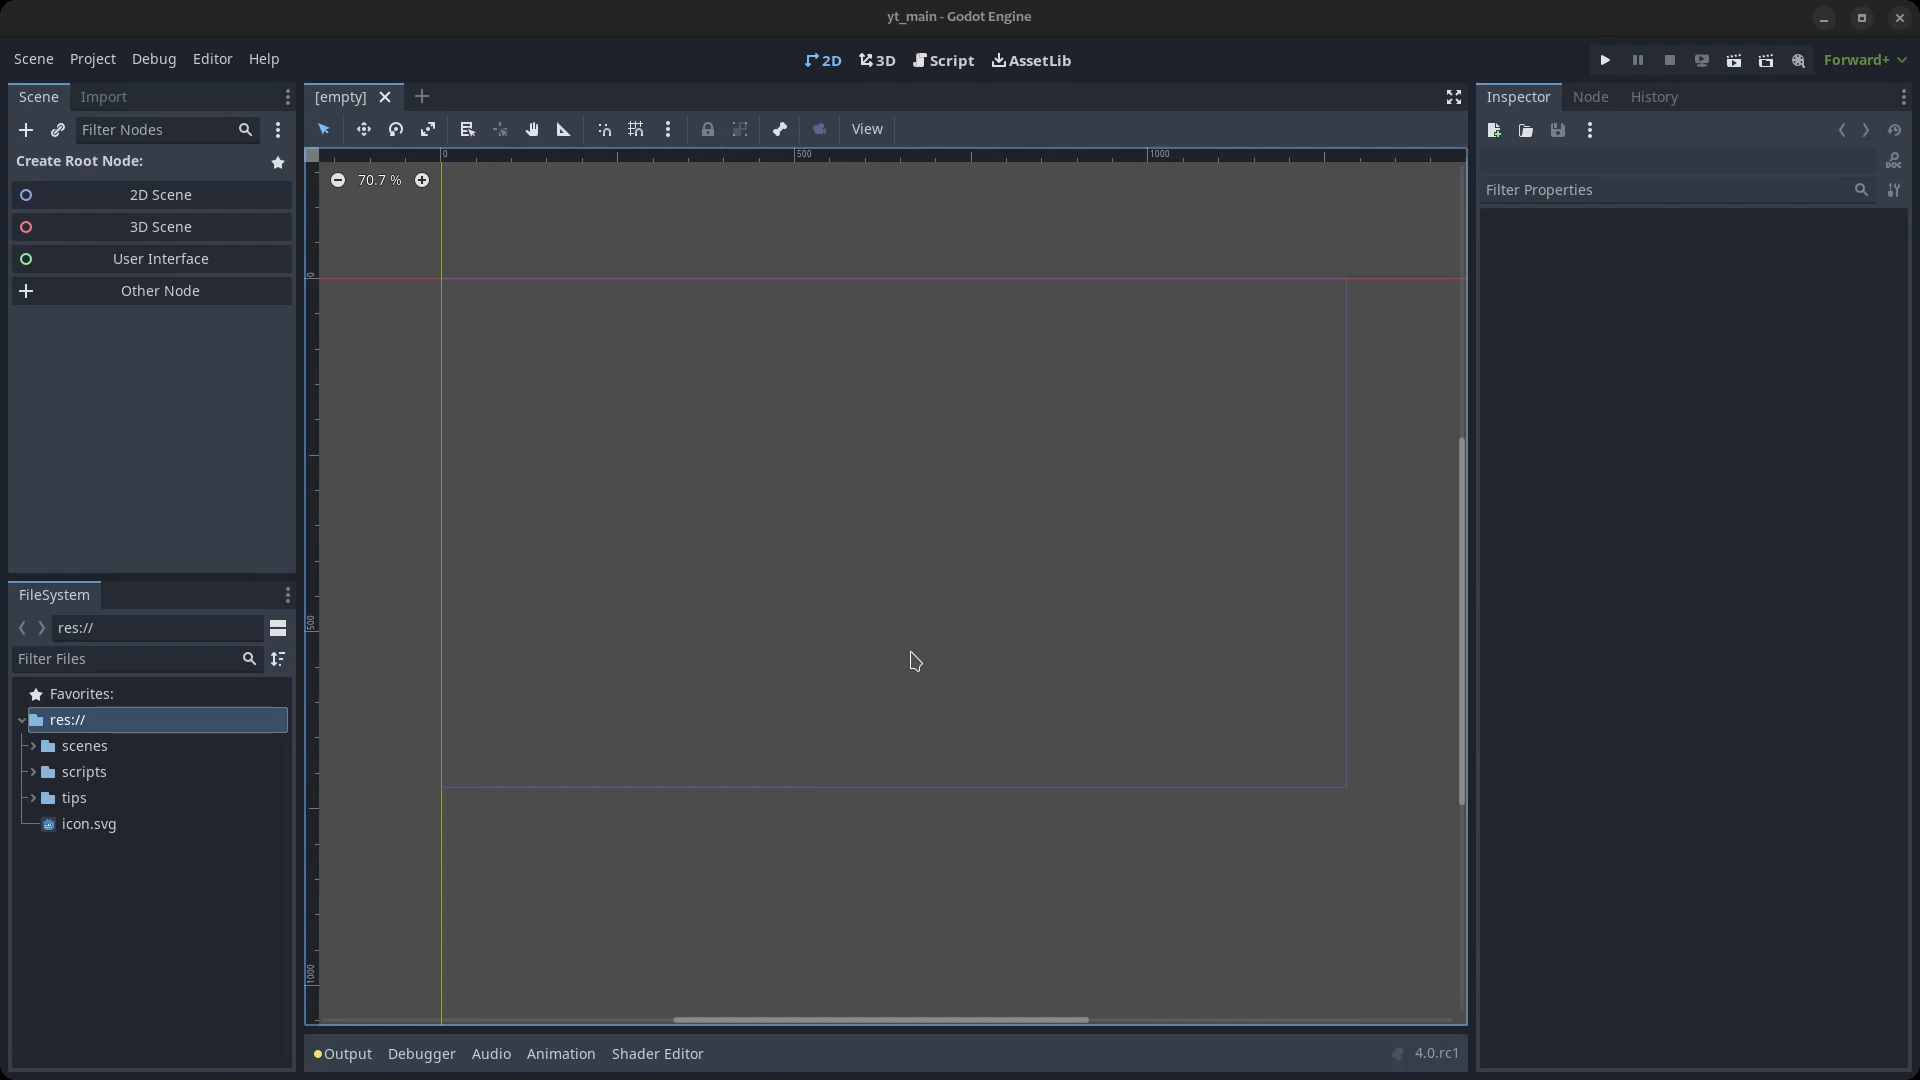 yt_main - Godot Engine
Scene Project Debug Editor Help
2D 3D Script AssetLib
Forward+
Scene Import
[empty]
Inspector Node History
Filter Nodes
View
Create Root Node:
2D Scene
3D Scene
User Interface
Other Node
0 500 1000
70.7 %
0
500
1000
Filter Properties
FileSystem
res://
Filter Files
Favorites:
res://
scenes
scripts
tips
icon.svg
Output Debugger Audio Animation Shader Editor
4.0.rc1